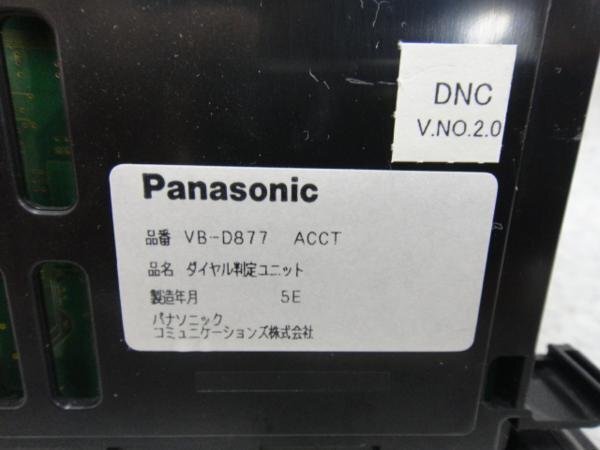 DNC
V.NO.2.0
Panasonic
品番 VB-D877 ACCT
品名 ダイヤル判定ユニット
製造年月 5E
パナソニック
コミュニケーションズ株式会社